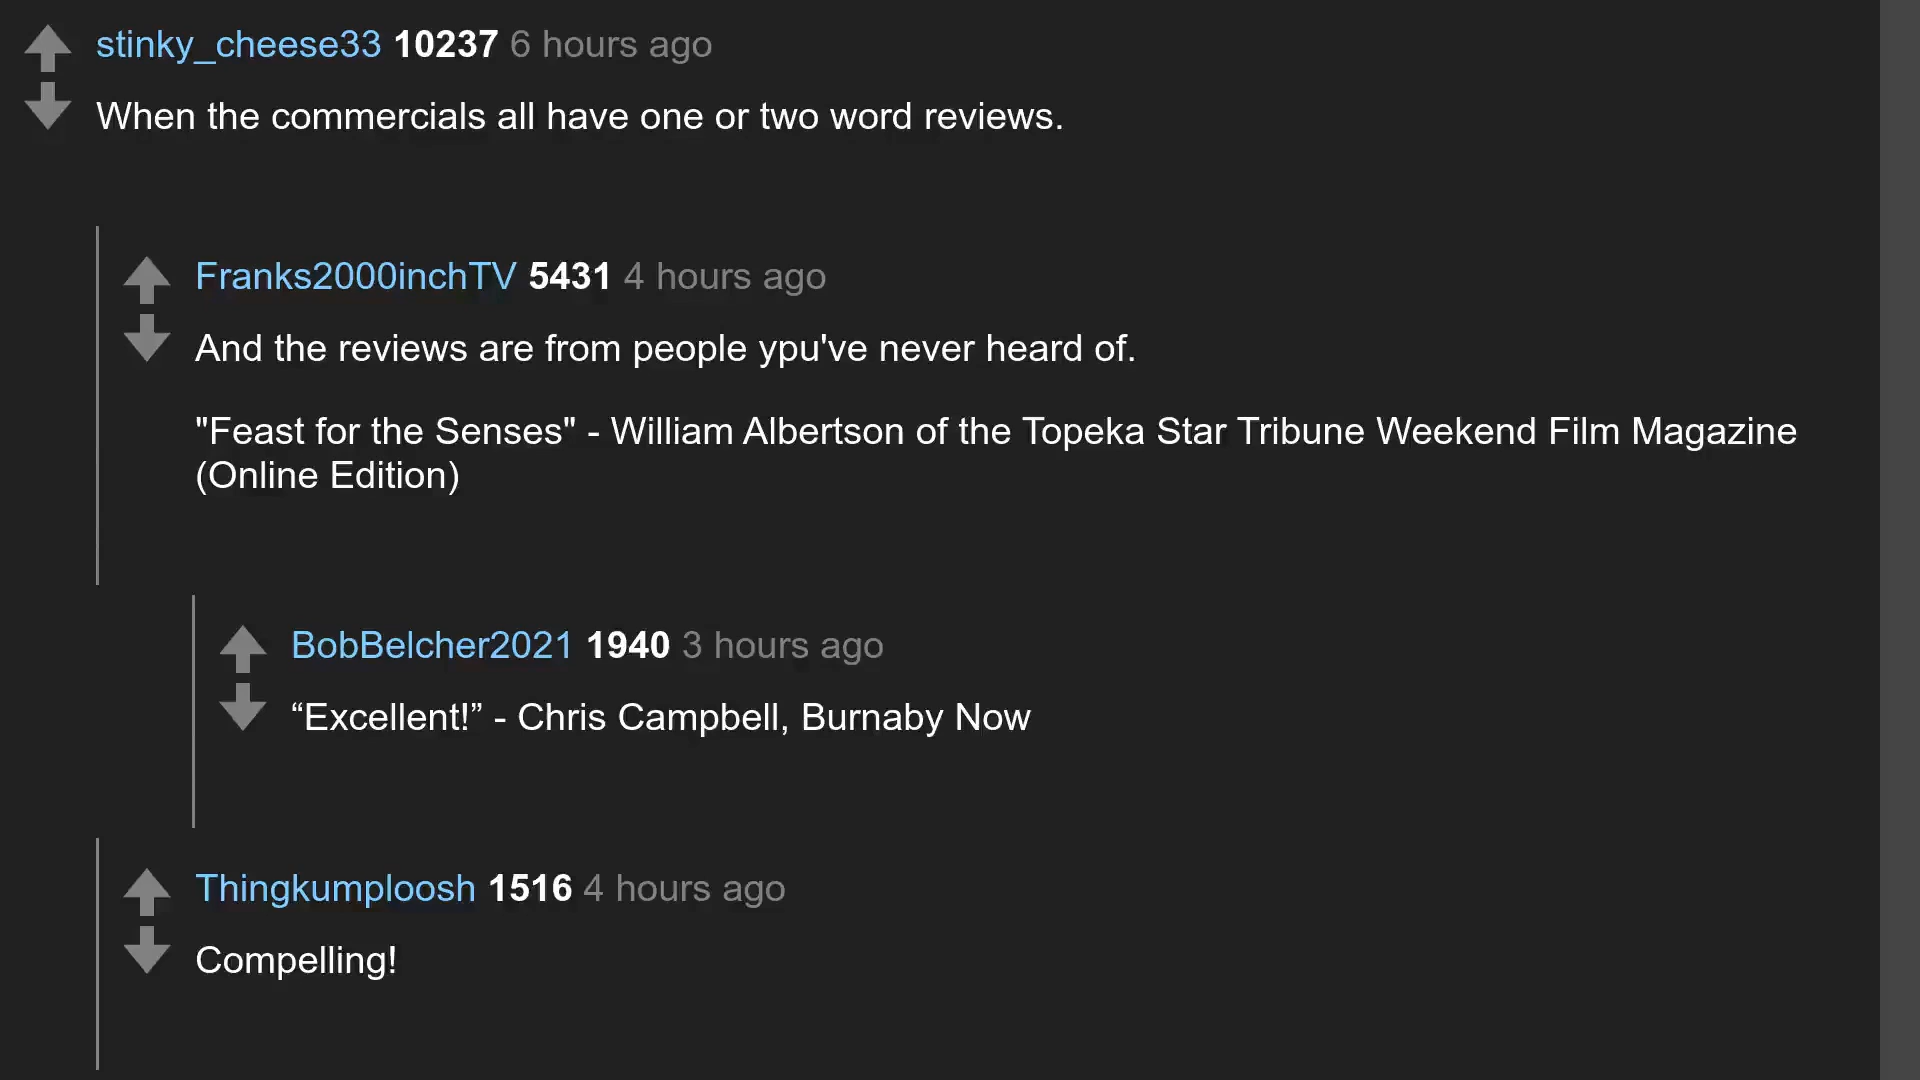 stinky_cheese33 10237 6 hours ago
When the commercials all have one or two word reviews.
Franks2000inchTV 5431 4 hours ago
And the reviews are from people ypu've never heard of.
"Feast for the Senses" - William Albertson of the Topeka Star Tribune Weekend Film Magazine
(Online Edition)
BobBelcher2021 1940 3 hours ago
“Excellent!” - Chris Campbell, Burnaby Now
Thingkumploosh 1516 4 hours ago
Compelling!